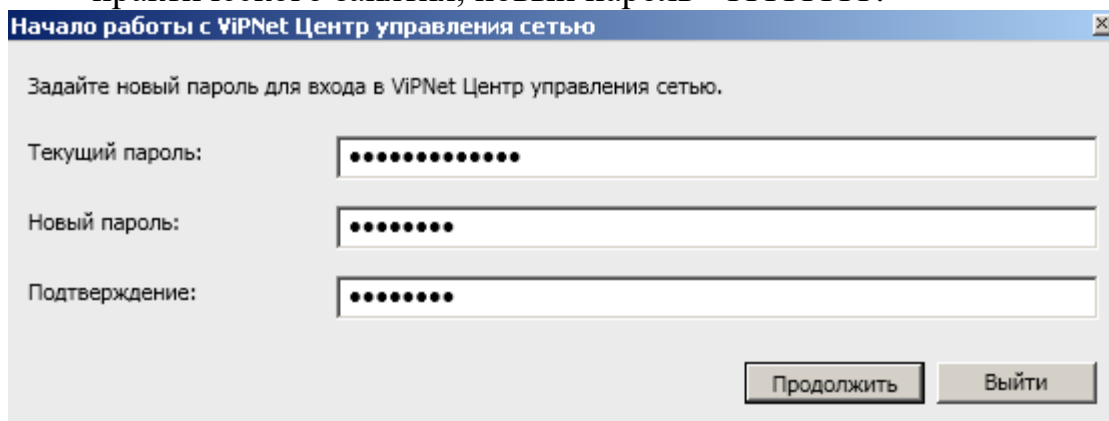 Начало работы с ViPNet Центр управления сетью
Задайте новый пароль для входа в ViPNet Центр управления сетью.
Текущий пароль: •••••••••••••
Новый пароль: ••••••••
Подтверждение: ••••••••
Продолжить Выйти